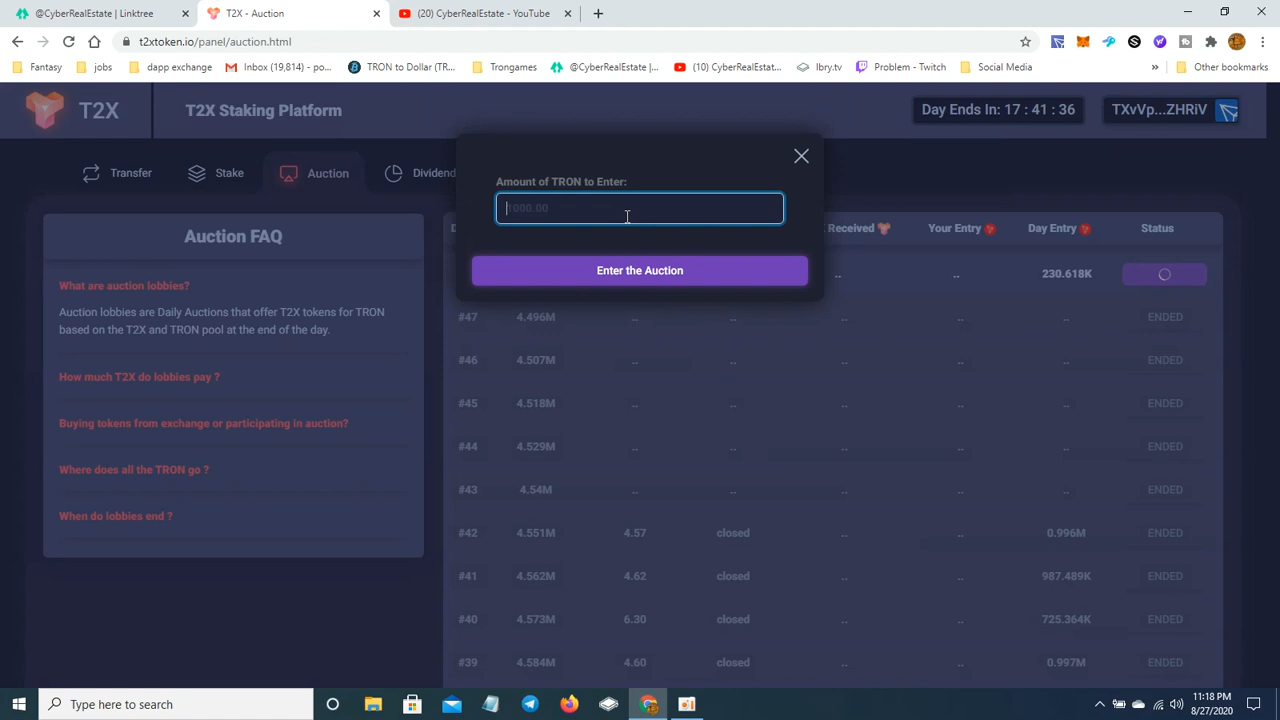 @CyberRealEstate | Linktree
T2X - Auction
(20) CyberRealEstate - YouTube
t2xtoken.io/panel/auction.html
Fantasy
jobs
dapp exchange
Inbox (19,814) - po...
TRON to Dollar (TR...
Trongames
@CyberRealEstate |...
(10) CyberRealEstat...
lbry.tv
Problem - Twitch
Social Media
»
Other bookmarks
T2X
T2X Staking Platform
Day Ends In: 17 : 41 : 36
TXvVp...ZHRiV
Transfer
Stake
Auction
Dividend
Amount of TRON to Enter:
1000.00
Enter the Auction
Auction FAQ
What are auction lobbies?
Auction lobbies are Daily Auctions that offer T2X tokens for TRON
based on the T2X and TRON pool at the end of the day.
How much T2X do lobbies pay ?
Buying tokens from exchange or participating in auction?
Where does all the TRON go ?
When do lobbies end ?
Received Your Entry Day Entry Status
.. .. 230.618K
#47 4.496M .. .. .. .. .. ENDED
#46 4.507M .. .. .. .. .. ENDED
#45 4.518M .. .. .. .. .. ENDED
#44 4.529M .. .. .. .. .. ENDED
#43 4.54M .. .. .. .. .. ENDED
#42 4.551M 4.57 closed .. .. 0.996M ENDED
#41 4.562M 4.62 closed .. .. 987.489K ENDED
#40 4.573M 6.30 closed .. .. 725.364K ENDED
#39 4.584M 4.60 closed .. .. 0.997M ENDED
Type here to search
11:18 PM
8/27/2020